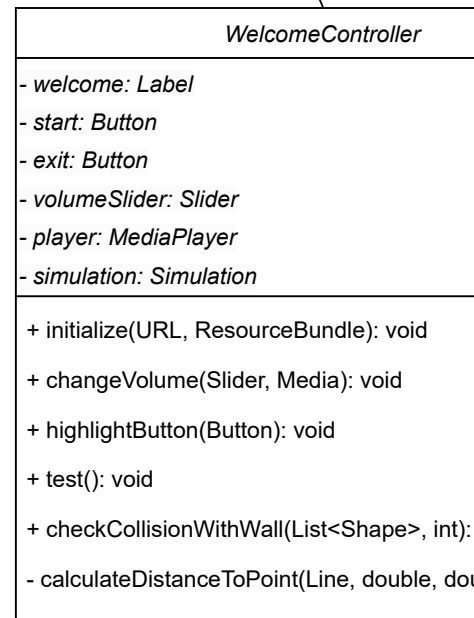 WelcomeController
- welcome: Label
- start: Button
- exit: Button
- volumeSlider: Slider
- player: MediaPlayer
- simulation: Simulation
+ initialize(URL, ResourceBundle): void
+ changeVolume(Slider, Media): void
+ highlightButton(Button): void
+ test(): void
+ checkCollisionWithWall(List<Shape>, int):
- calculateDistanceToPoint(Line, double,